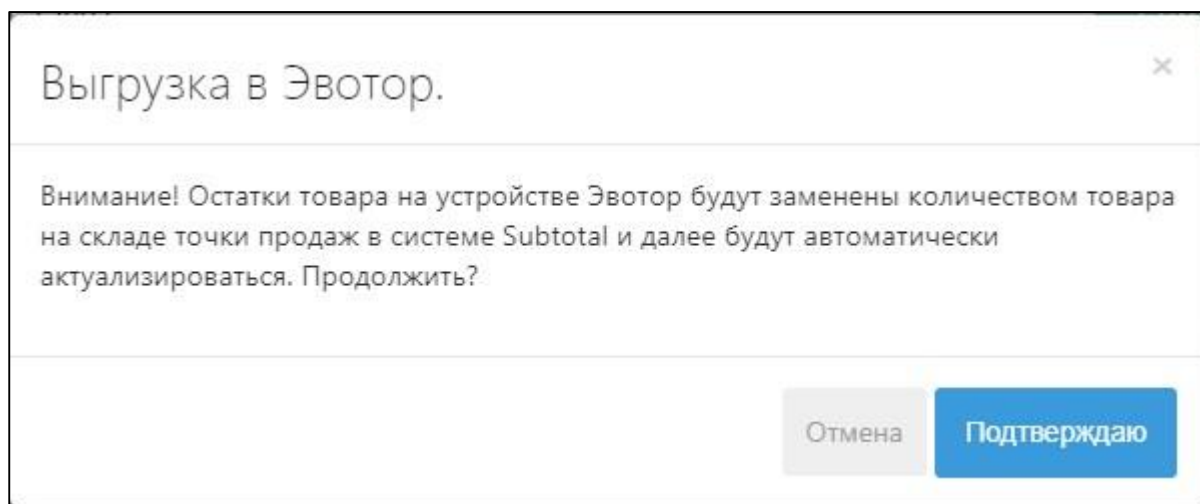 Выгрузка в Эвотор.
×
Внимание! Остатки товара на устройстве Эвотор будут заменены количеством товара
на складе точки продаж в системе Subtotal и далее будут автоматически
актуализироваться. Продолжить?
Отмена
Подтверждаю